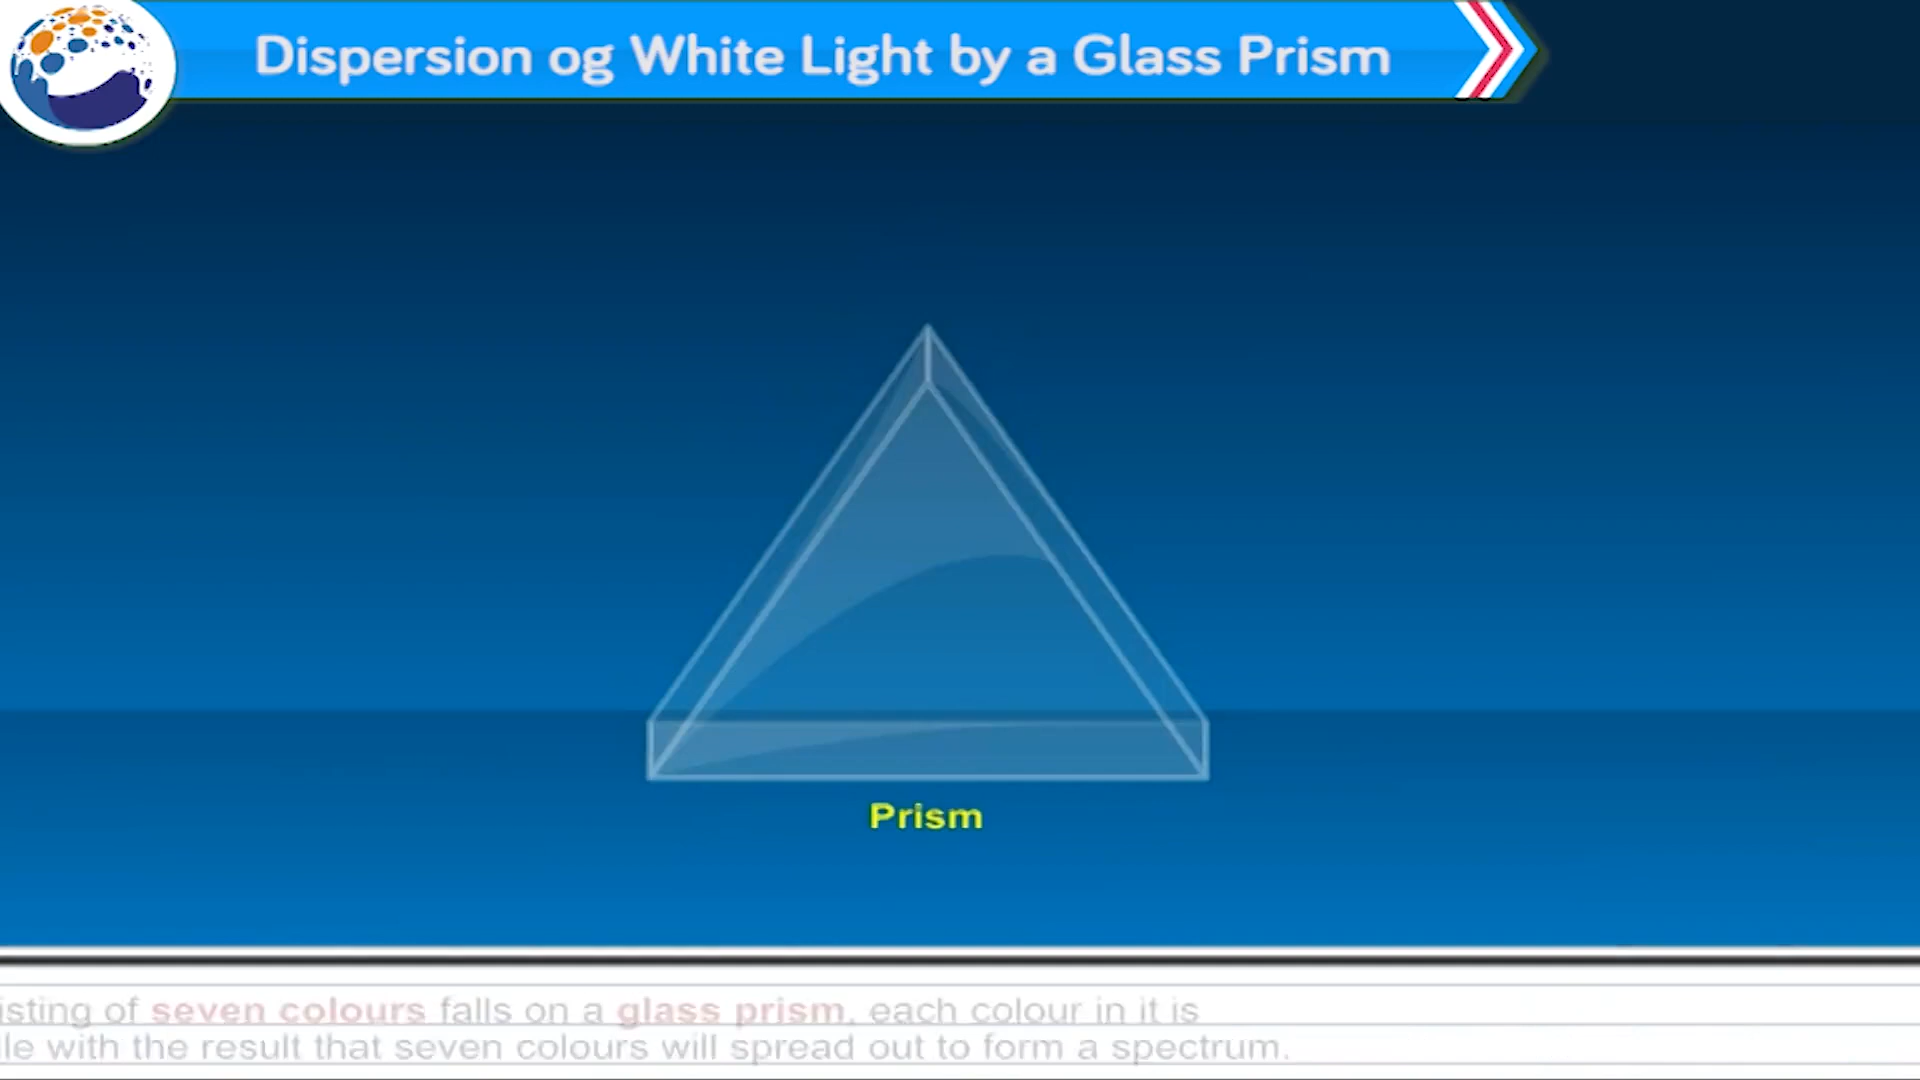 Dispersion og White Light by a Glass Prism
Prism
isting of seven colours falls on a glass prism, each colour in it is
le with the result that seven colours will spread out to form a spectrum.